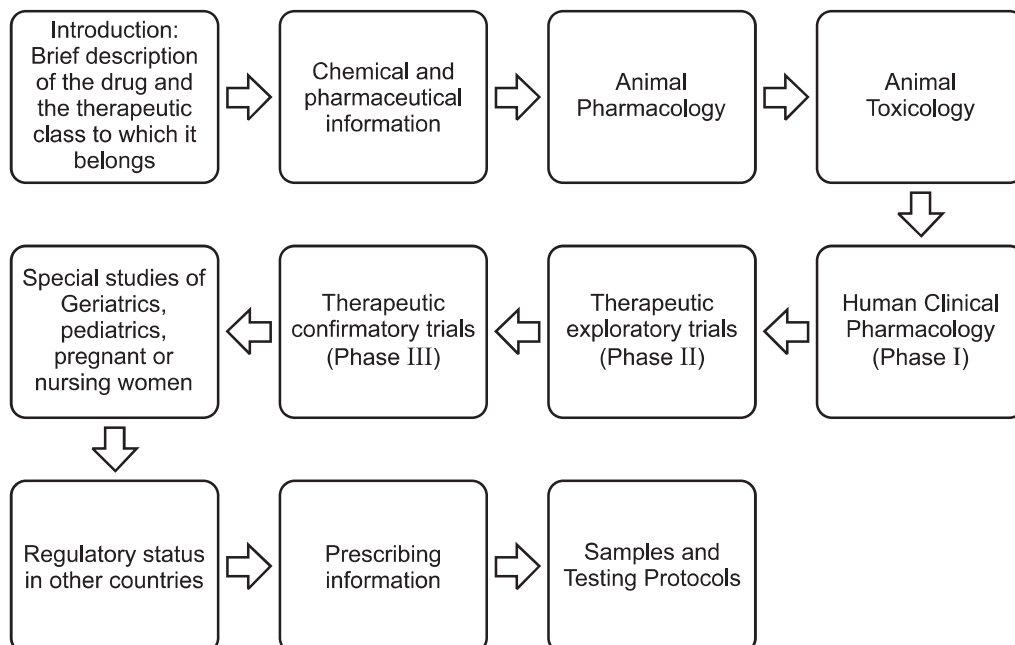 Introduction:
Brief description
of the drug and
the therapeutic
class to which it
belongs
Chemical and
pharmaceutical
information
Animal
Pharmacology
Animal
Toxicology
Human Clinical
Pharmacology
(Phase I)
Therapeutic
exploratory trials
(Phase II)
Therapeutic
confirmatory trials
(Phase III)
Special studies of
Geriatrics,
pediatrics,
pregnant or
nursing women
Regulatory status
in other countries
Prescribing
information
Samples and
Testing Protocols